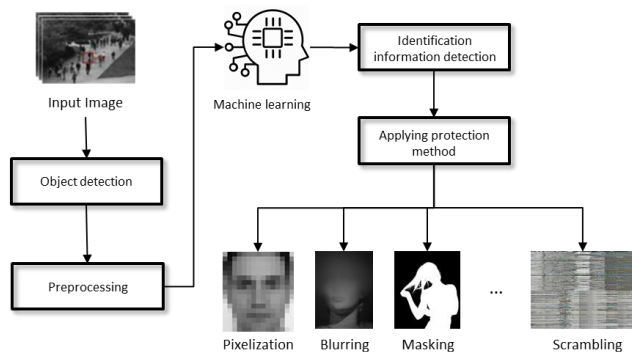 Input Image
Object detection
Preprocessing
Machine learning
Identification
information detection
Applying protection
method
Pixelization
Blurring
Masking
...
Scrambling